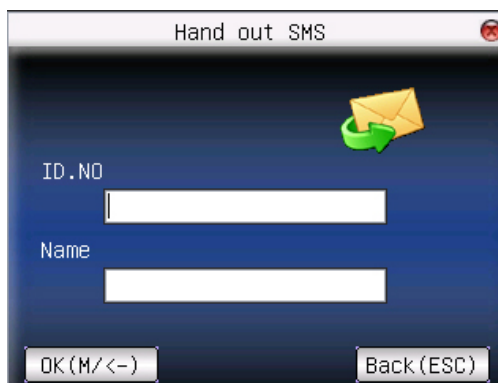 Hand out SMS
ID.NO
Name
OK(M/<-)
Back(ESC)